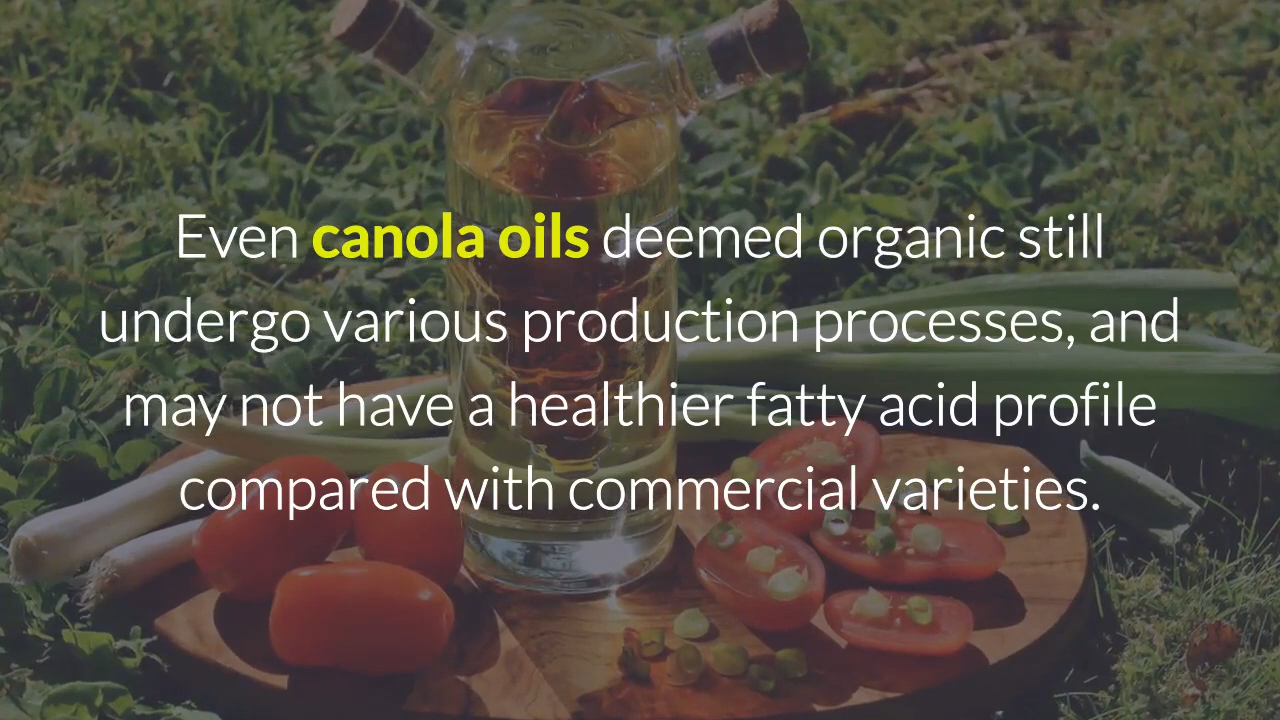 Even canola oils deemed organic still
undergo various production processes, and
may not have a healthier fatty acid profile
compared with commercial varieties.